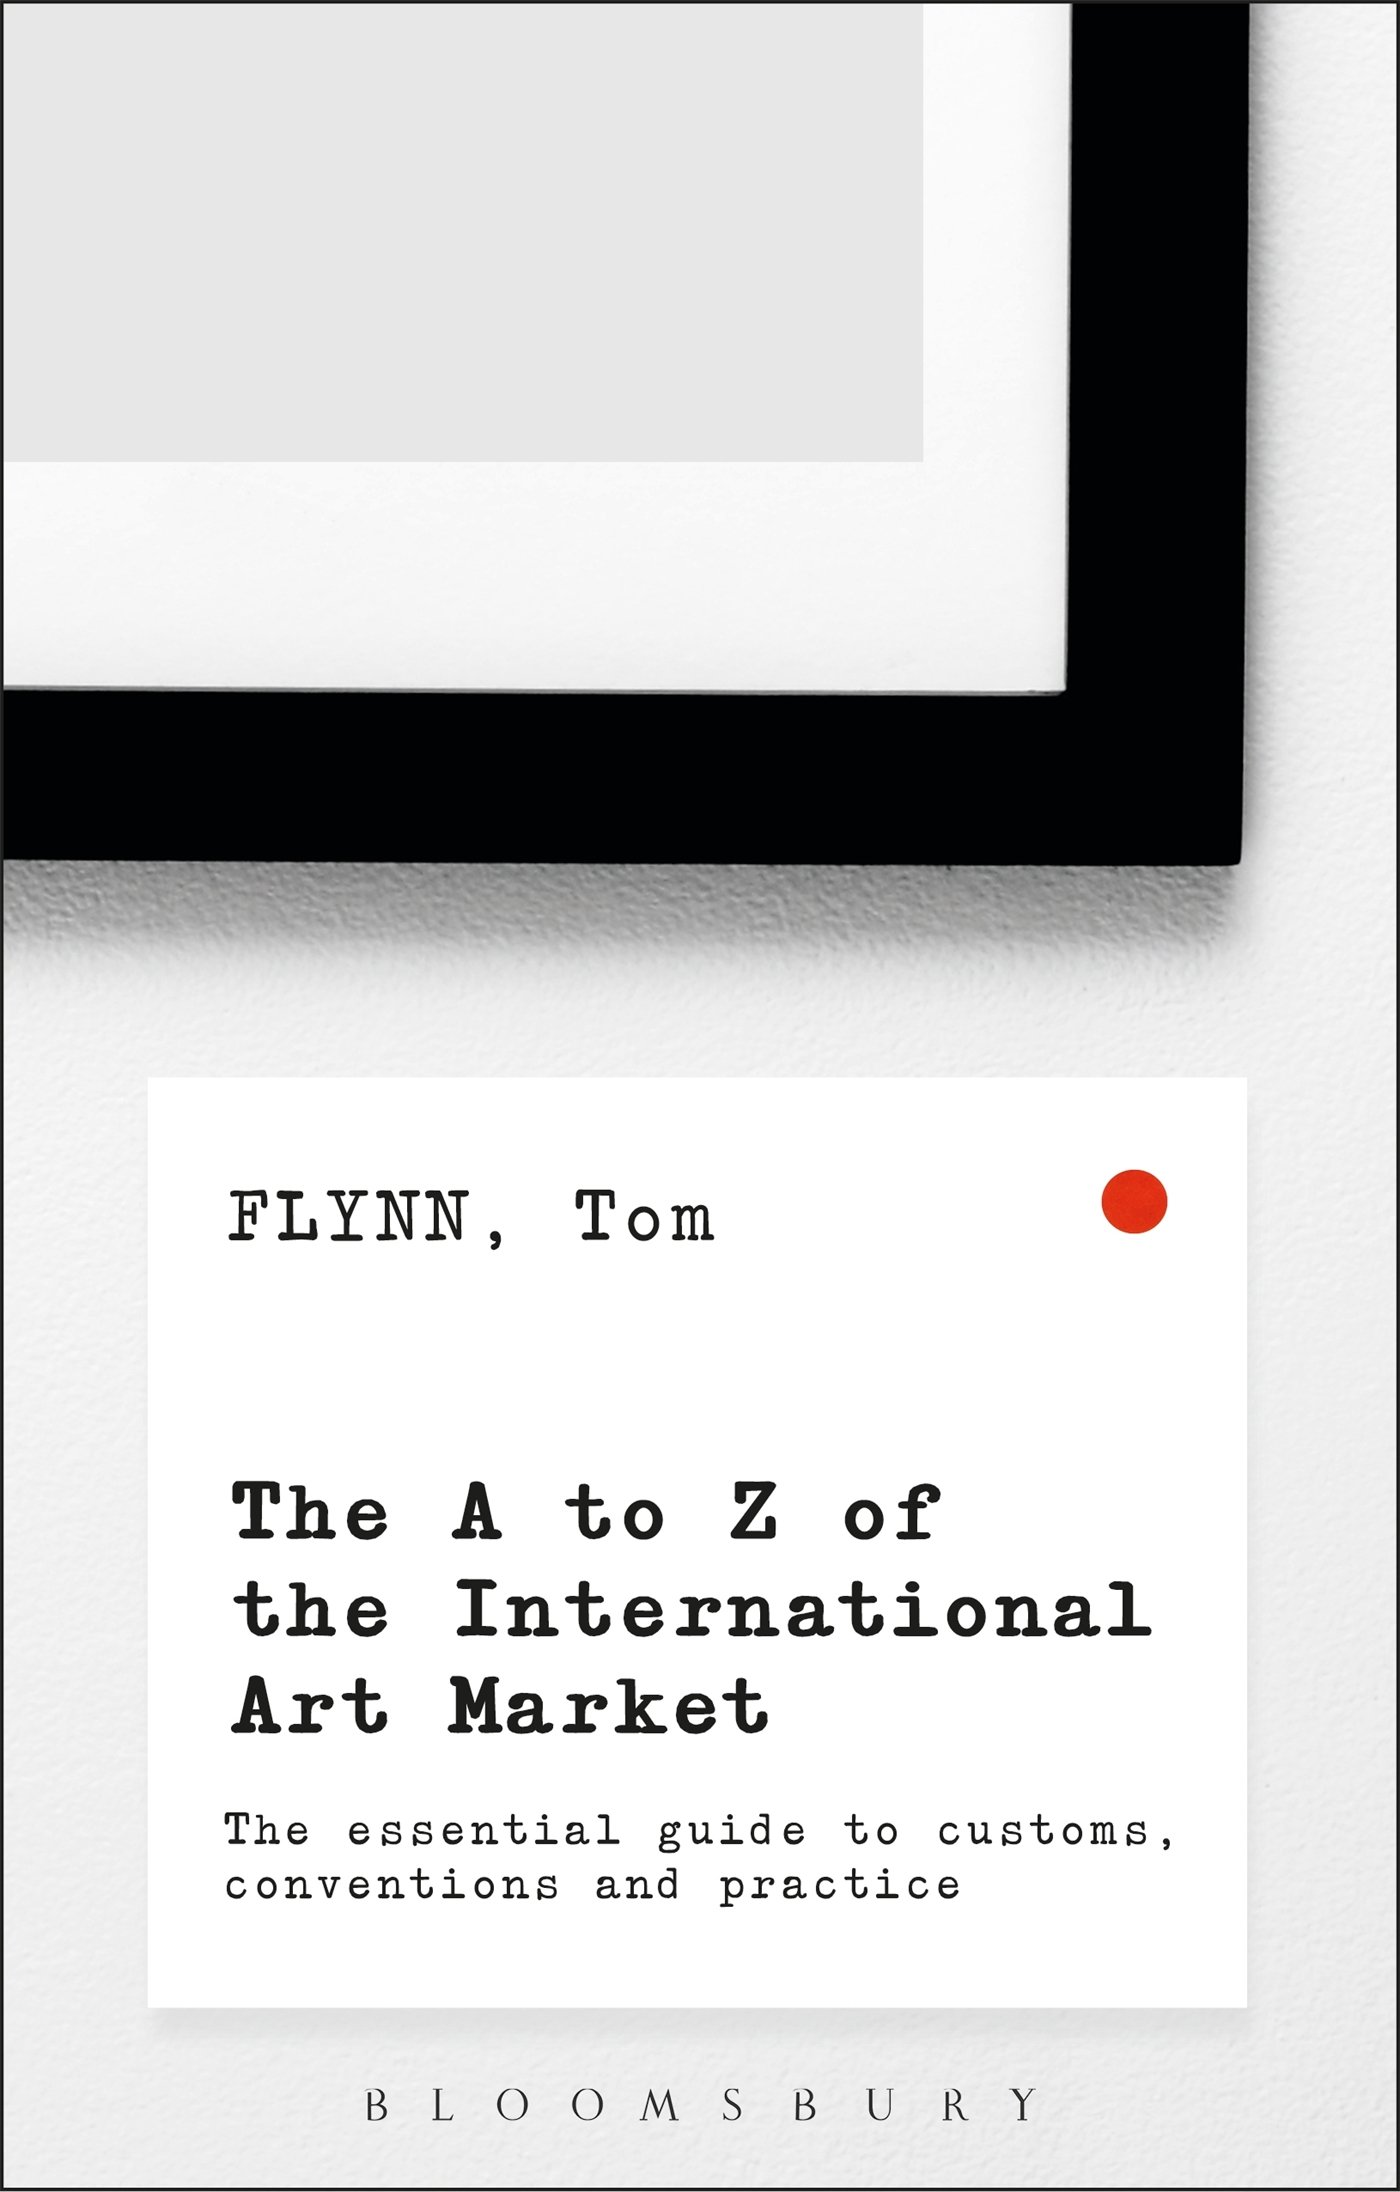 FLYNN, Tom
The A to Z of
the International
Art Market
The essential guide to customs,
conventions and practice
BLOOMSBURY